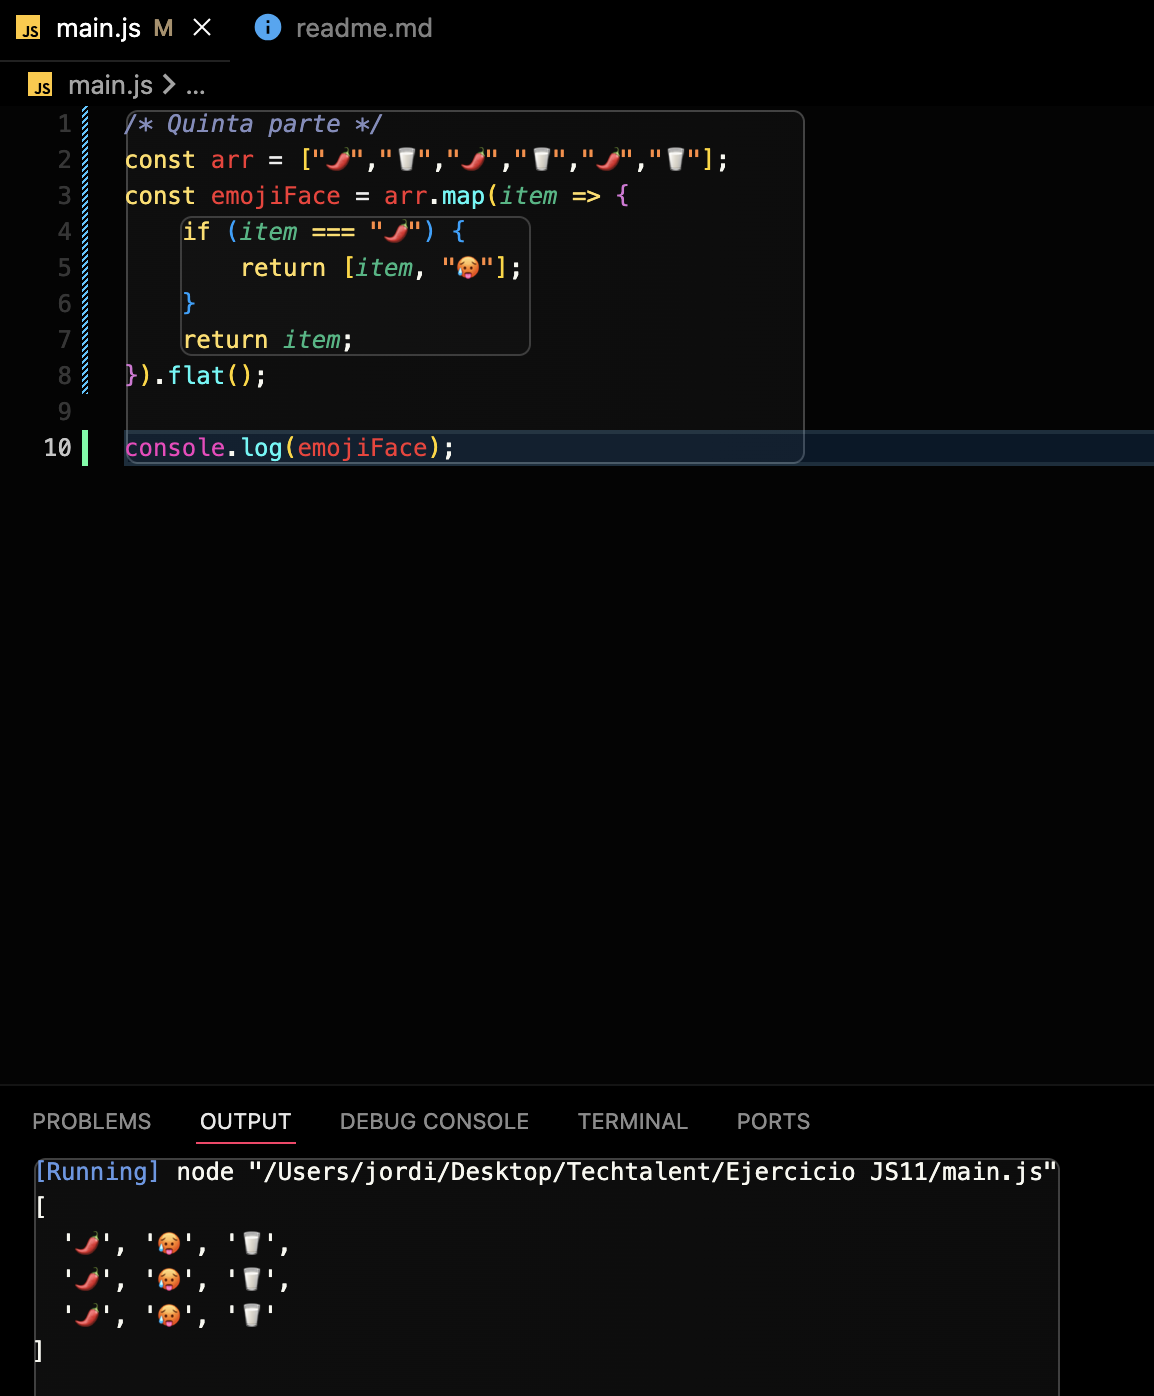 JS main.js M × i readme.md
JS main.js > ...
1 /* Quinta parte */
2 const arr = ["🌶️","🥛","🌶️","🥛","🌶️","🥛"];
3 const emojiFace = arr.map(item => {
4     if (item === "🌶️") {
5         return [item, "🥵"];
6     }
7     return item;
8 }).flat();
9
10 console.log(emojiFace);
PROBLEMS OUTPUT DEBUG CONSOLE TERMINAL PORTS
[Running] node "/Users/jordi/Desktop/Techtalent/Ejercicio JS11/main.js"
[
  '🌶️', '🥵', '🥛',
  '🌶️', '🥵', '🥛',
  '🌶️', '🥵', '🥛'
]